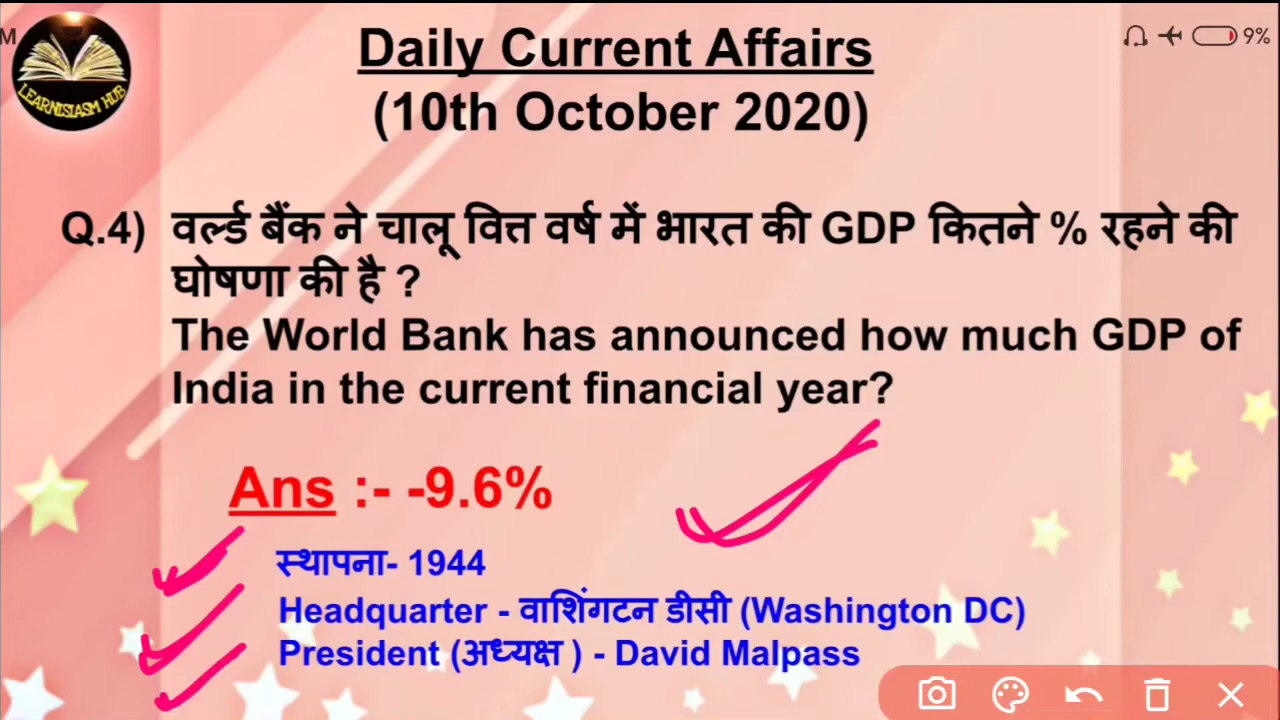 M
LEARNISIASM HUB
9%
Daily Current Affairs
(10th October 2020)
Q.4) वर्ल्ड बैंक ने चालू वित्त वर्ष में भारत की GDP कितने % रहने की
घोषणा की है ?
The World Bank has announced how much GDP of
India in the current financial year?
Ans :- -9.6%
स्थापना- 1944
Headquarter - वाशिंगटन डीसी (Washington DC)
President (अध्यक्ष ) - David Malpass